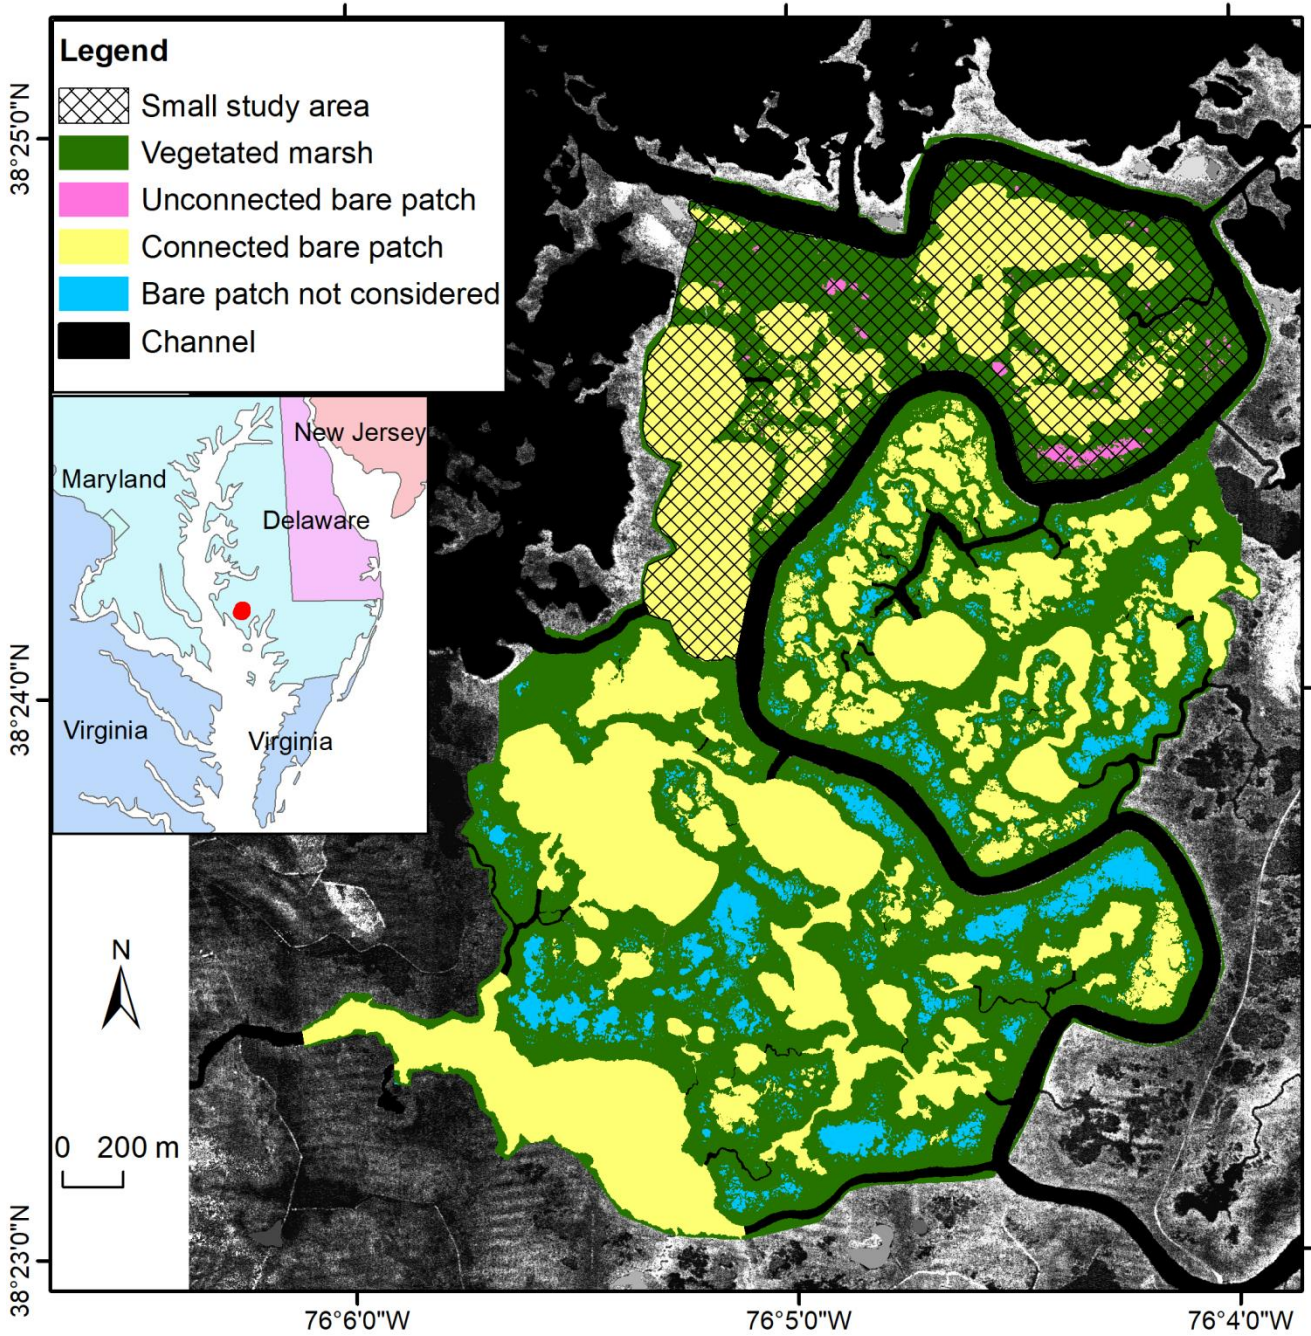 Legend
Small study area
Vegetated marsh
Unconnected bare patch
Connected bare patch
Bare patch not considered
Channel
New Jersey
Maryland
Delaware
Virginia
Virginia
N
0 200 m
38°25'0"N
38°24'0"N
38°23'0"N
76°6'0"W
76°5'0"W
76°4'0"W